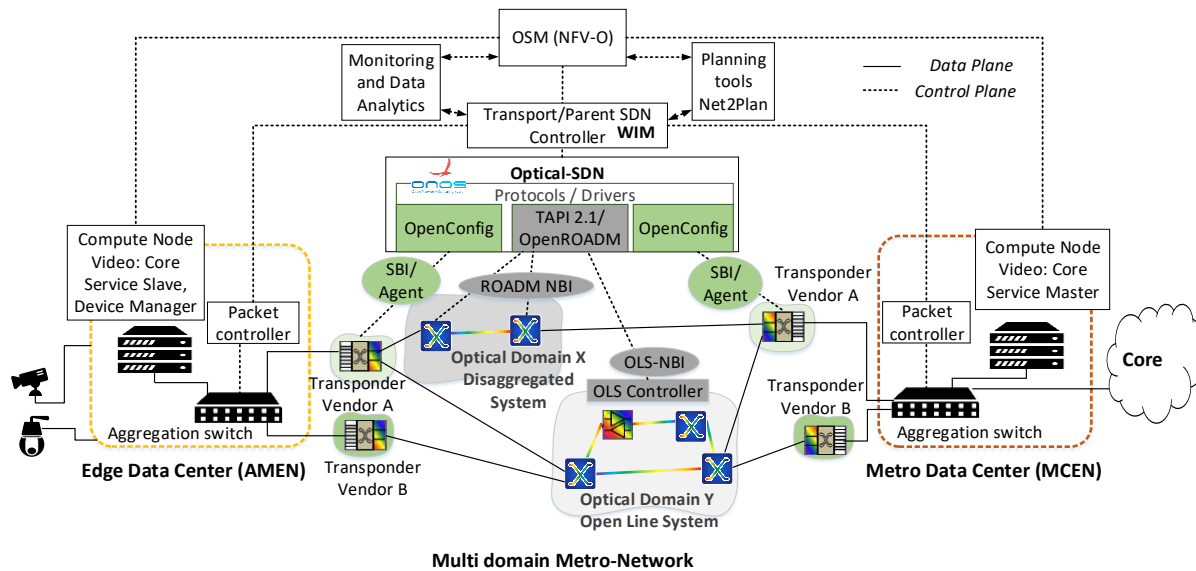 OSM (NFV-O)
Monitoring
and Data
Analytics
Planning
tools
Net2Plan
Data Plane
Control Plane
Transport/Parent SDN
Controller WIM
Optical-SDN
onos
Protocols / Drivers
OpenConfig
TAPI 2.1/
OpenROADM
OpenConfig
Compute Node
Video: Core
Service Slave,
Device Manager
Packet
controller
SBI/
Agent
ROADM NBI
SBI/
Agent
Transponder
Vendor A
Compute Node
Video: Core
Service Master
Packet
controller
Optical Domain X
Disaggregated
System
OLS-NBI
OLS Controller
Core
Transponder
Vendor A
Transponder
Vendor B
Aggregation switch
Aggregation switch
Edge Data Center (AMEN)
Transponder
Vendor B
Metro Data Center (MCEN)
Optical Domain Y
Open Line System
Multi domain Metro-Network